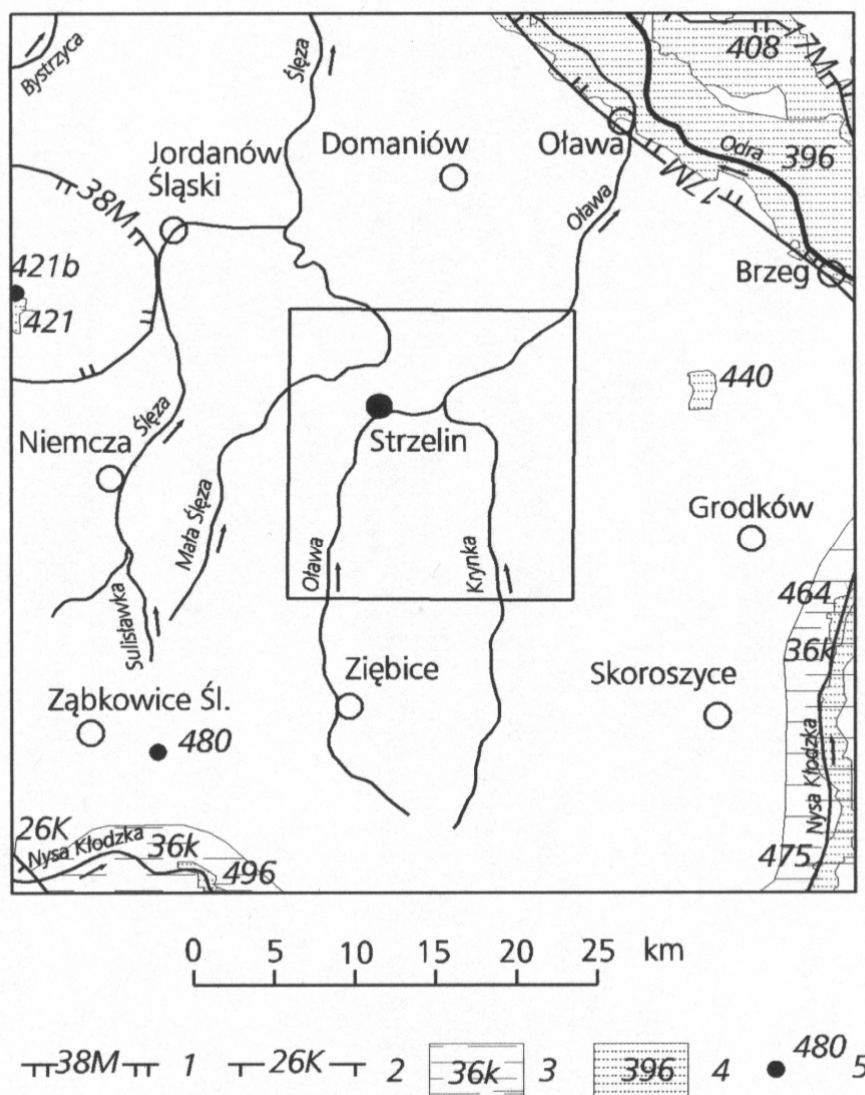 Bystrzyca
Ślęza
408
17M
Jordanów
Śląski
Domaniów
Oława
Odra
396
38M
Oława
17M
421b
421
Brzeg
440
Niemcza
Ślęza
Strzelin
Mała Ślęza
Grodków
Oława
Krynka
464
36k
Sulisławka
Ziębice
Skoroszyce
Ząbkowice Śl.
480
Nysa Kłodzka
26K
Nysa Kłodzka
36k
496
475
0 5 10 15 20 25 km
38M 1 26K 2 36k 3 396 4 480 5